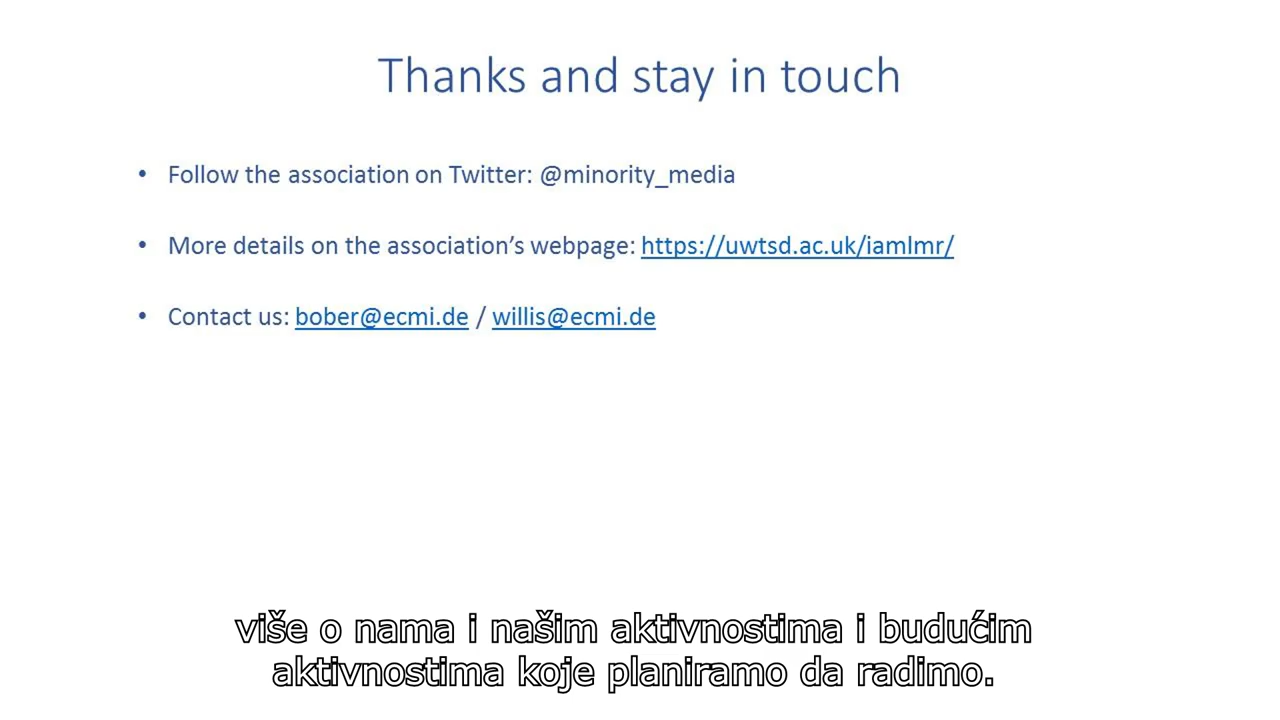 Thanks and stay in touch
• Follow the association on Twitter: @minority_media
• More details on the association’s webpage: https://uwtsd.ac.uk/iamlmr/
• Contact us: bober@ecmi.de / willis@ecmi.de
više o nama i našim aktivnostima i budućim
aktivnostima koje planiramo da radimo.